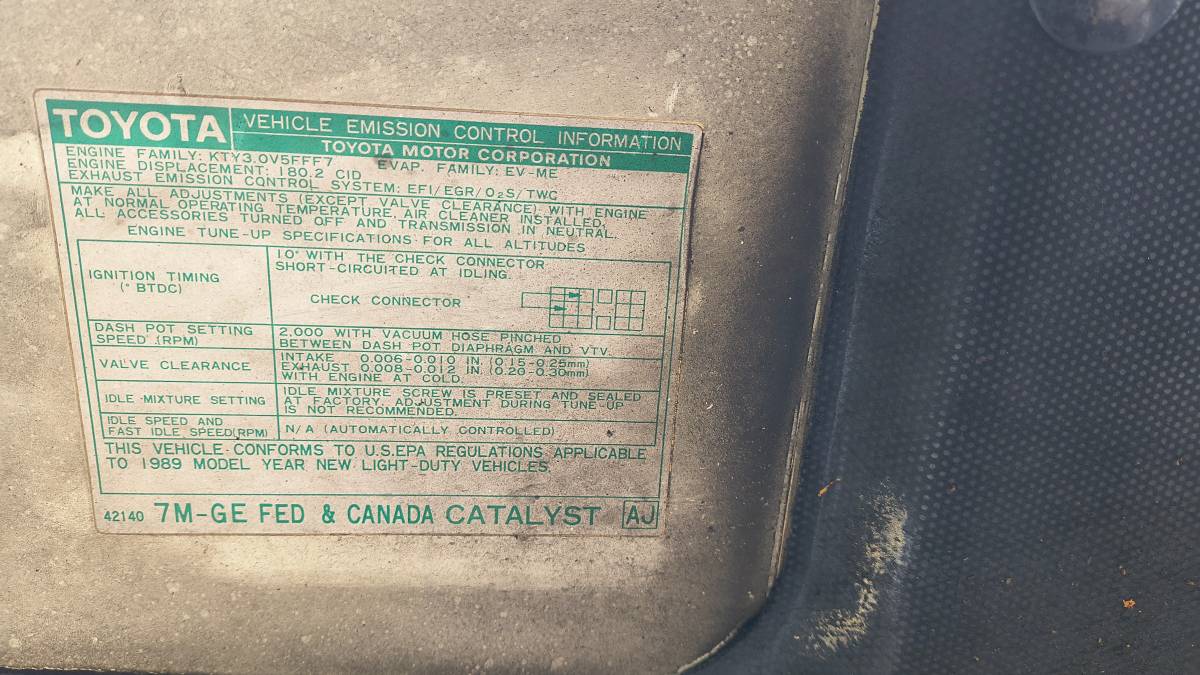 TOYOTA
VEHICLE EMISSION CONTROL INFORMATION
TOYOTA MOTOR CORPORATION
ENGINE FAMILY: KTY3.0V5FFF7 EVAP. FAMILY: EV-ME
ENGINE DISPLACEMENT: 180.2 CID
EXHAUST EMISSION CONTROL SYSTEM: EFI/EGR/O₂S/TWC
MAKE ALL ADJUSTMENTS (EXCEPT VALVE CLEARANCE) WITH ENGINE
AT NORMAL OPERATING TEMPERATURE, AIR CLEANER INSTALLED,
ALL ACCESSORIES TURNED OFF AND TRANSMISSION IN NEUTRAL.
ENGINE TUNE-UP SPECIFICATIONS FOR ALL ALTITUDES
IGNITION TIMING
(° BTDC)
10° WITH THE CHECK CONNECTOR
SHORT-CIRCUITED AT IDLING.
CHECK CONNECTOR
DASH POT SETTING
SPEED (RPM)
2,000 WITH VACUUM HOSE PINCHED
BETWEEN DASH POT DIAPHRAGM AND VTV.
VALVE CLEARANCE
INTAKE 0.006-0.010 IN. (0.15-0.25mm)
EXHAUST 0.008-0.012 IN. (0.20-0.30mm)
WITH ENGINE AT COLD.
IDLE MIXTURE SETTING
IDLE MIXTURE SCREW IS PRESET AND SEALED
AT FACTORY. ADJUSTMENT DURING TUNE-UP
IS NOT RECOMMENDED.
IDLE SPEED AND
FAST IDLE SPEED(RPM)
N/A (AUTOMATICALLY CONTROLLED)
THIS VEHICLE CONFORMS TO U.S.EPA REGULATIONS APPLICABLE
TO 1989 MODEL YEAR NEW LIGHT-DUTY VEHICLES.
42140 7M-GE FED & CANADA CATALYST AJ